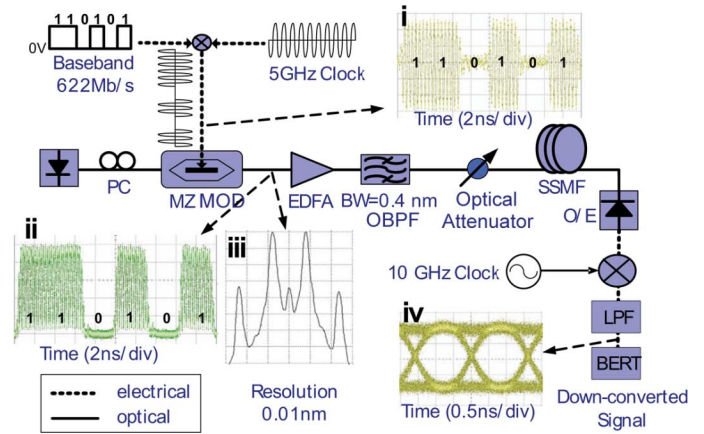 1 1 0 1 0 1
0V
Baseband
622Mb/s
5GHz Clock
i
1 1 0 1 0 1
Time (2ns/div)
PC
MZ MOD
EDFA
BW=0.4 nm
OBPF
Optical
Attenuator
SSMF
O/E
ii
1 1 0 1 0 1
Time (2ns/div)
iii
Resolution
0.01nm
10 GHz Clock
iv
Time (0.5ns/div)
LPF
BERT
Down-converted
Signal
electrical
optical